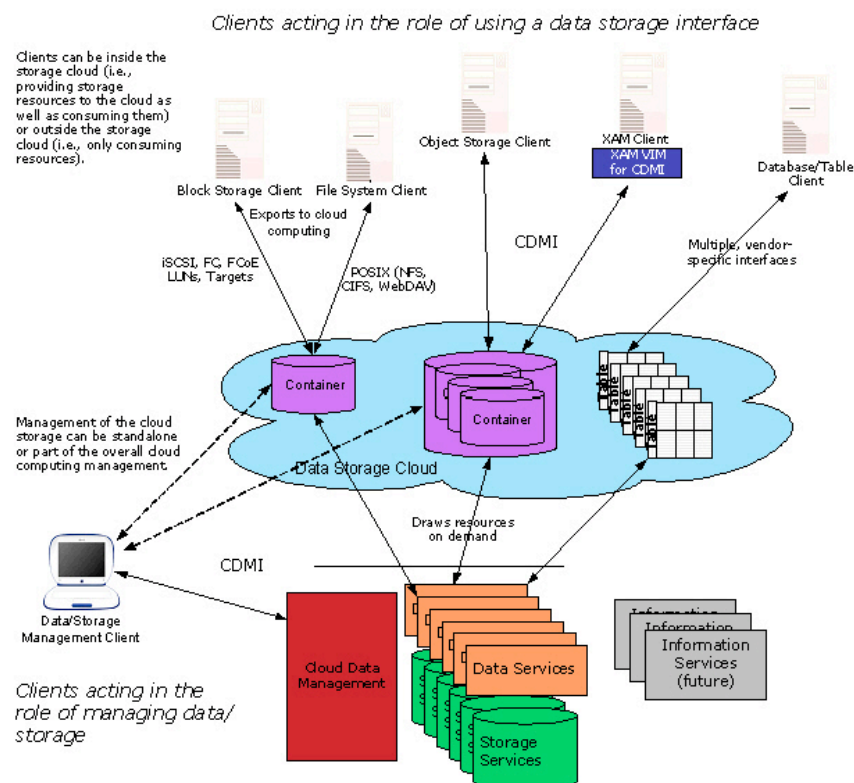 Clients acting in the role of using a data storage interface
Clients can be inside the
storage cloud (i.e.,
providing storage
resources to the cloud as
well as consuming them)
or outside the storage
cloud (i.e., only consuming
resources).
Block Storage Client
File System Client
Object Storage Client
XAM Client
XAM VIM
for CDMI
Database/Table
Client
Exports to cloud
computing
iSCSI, FC, FCoE
LUNs, Targets
POSIX (NFS,
CIFS, WebDAV)
CDMI
Multiple, vendor-
specific interfaces
Container
Container
Table
Table
Table
Table
Table
Data Storage Cloud
Management of the cloud
storage can be standalone
or part of the overall cloud
computing management.
Draws resources
on demand
CDMI
Data/Storage
Management Client
Cloud Data
Management
Data Services
Storage
Services
Information
Information
Information
Services
(future)
Clients acting in the
role of managing data/
storage